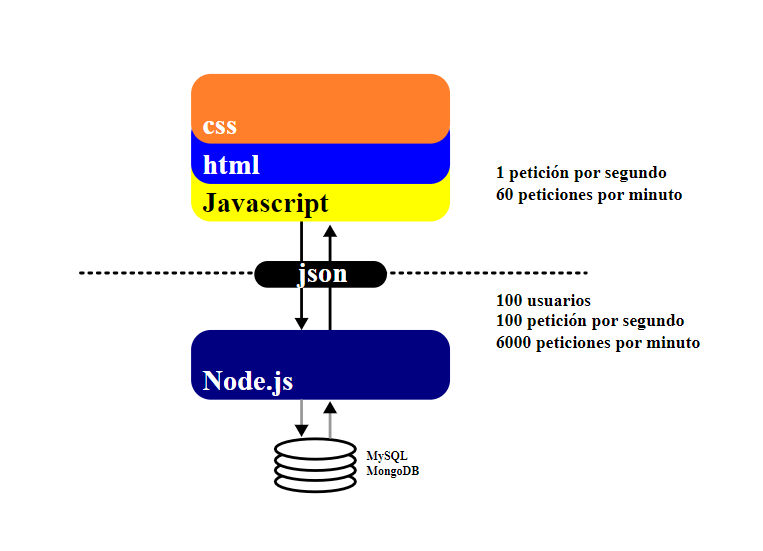 css
html
Javascript
1 petición por segundo
60 peticiones por minuto
json
100 usuarios
100 petición por segundo
6000 peticiones por minuto
Node.js
MySQL
MongoDB